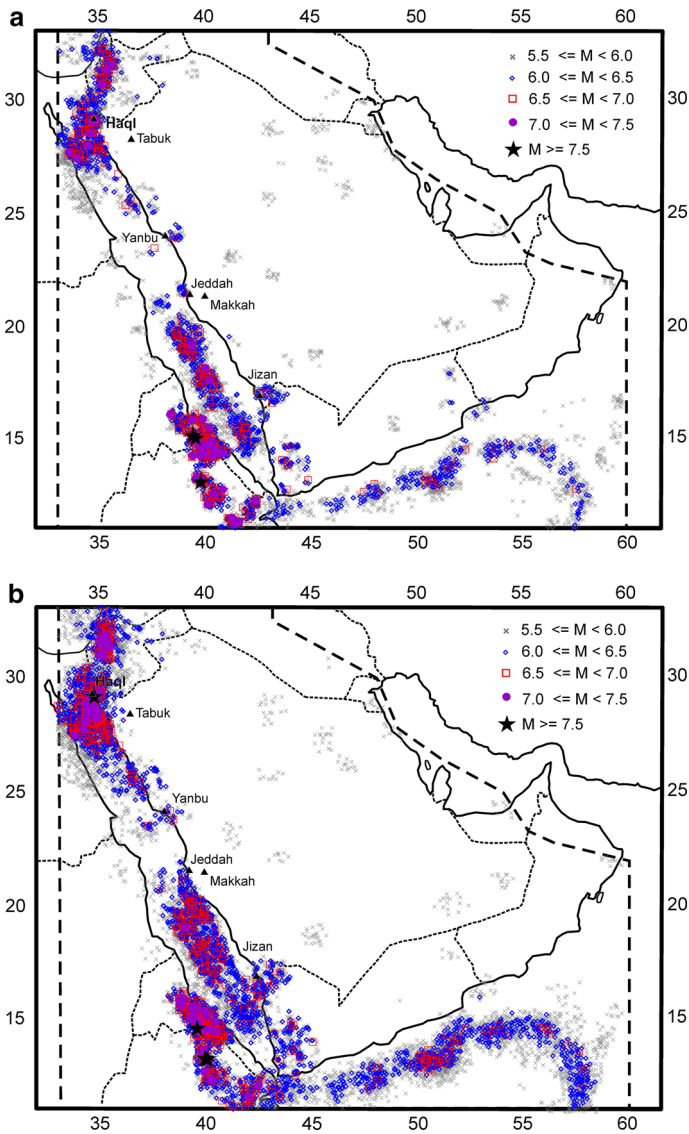 a
35 40 45 50 55 60
5.5 <= M < 6.0
6.0 <= M < 6.5
6.5 <= M < 7.0
7.0 <= M < 7.5
M >= 7.5
30 30
Haql
Tabuk
25 25
Yanbu
Jeddah
Makkah
20 20
Jizan
15 15
35 40 45 50 55 60
b
35 40 45 50 55 60
5.5 <= M < 6.0
6.0 <= M < 6.5
6.5 <= M < 7.0
7.0 <= M < 7.5
M >= 7.5
30 30
Haql
Tabuk
25 25
Yanbu
Jeddah
Makkah
20 20
Jizan
15 15
35 40 45 50 55 60